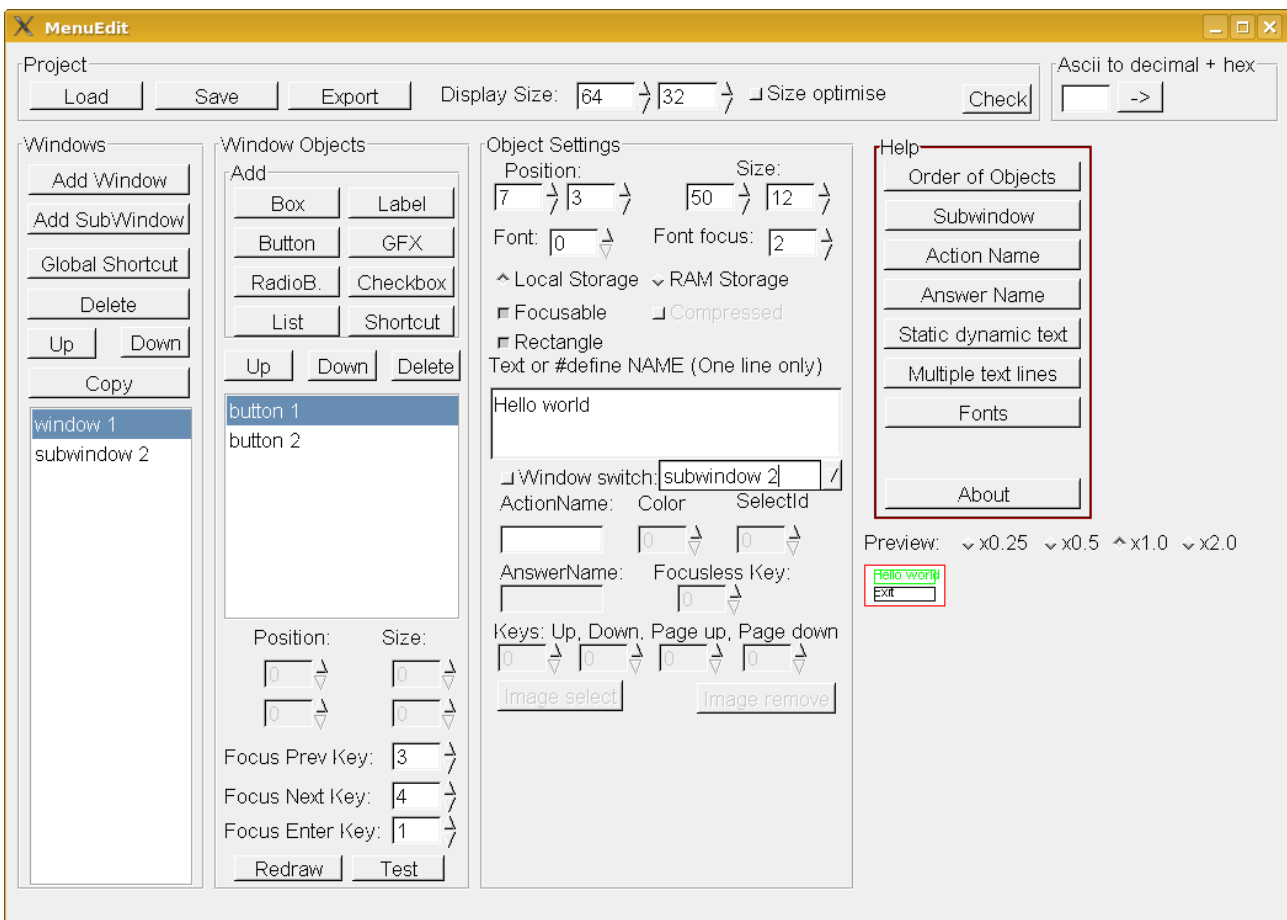 MenuEdit
Project
Load Save Export Display Size: 64 32 Size optimise Check
Ascii to decimal + hex
->
Windows
Add Window
Add SubWindow
Global Shortcut
Delete
Up Down
Copy
window 1
subwindow 2
Window Objects
Add
Box Label
Button GFX
RadioB. Checkbox
List Shortcut
Up Down Delete
button 1
button 2
Position: Size:
0 0
0 0
Focus Prev Key: 3
Focus Next Key: 4
Focus Enter Key: 1
Redraw Test
Object Settings
Position: Size:
7 3 50 12
Font: 0 Font focus: 2
Local Storage RAM Storage
Focusable Compressed
Rectangle
Text or #define NAME (One line only)
Hello world
Window switch: subwindow 2
ActionName: Color SelectId
0 0
AnswerName: Focusless Key:
0
Keys: Up, Down, Page up, Page down
0 0 0 0
Image select Image remove
Help
Order of Objects
Subwindow
Action Name
Answer Name
Static dynamic text
Multiple text lines
Fonts
About
Preview: x0.25 x0.5 x1.0 x2.0
Hello world
Exit